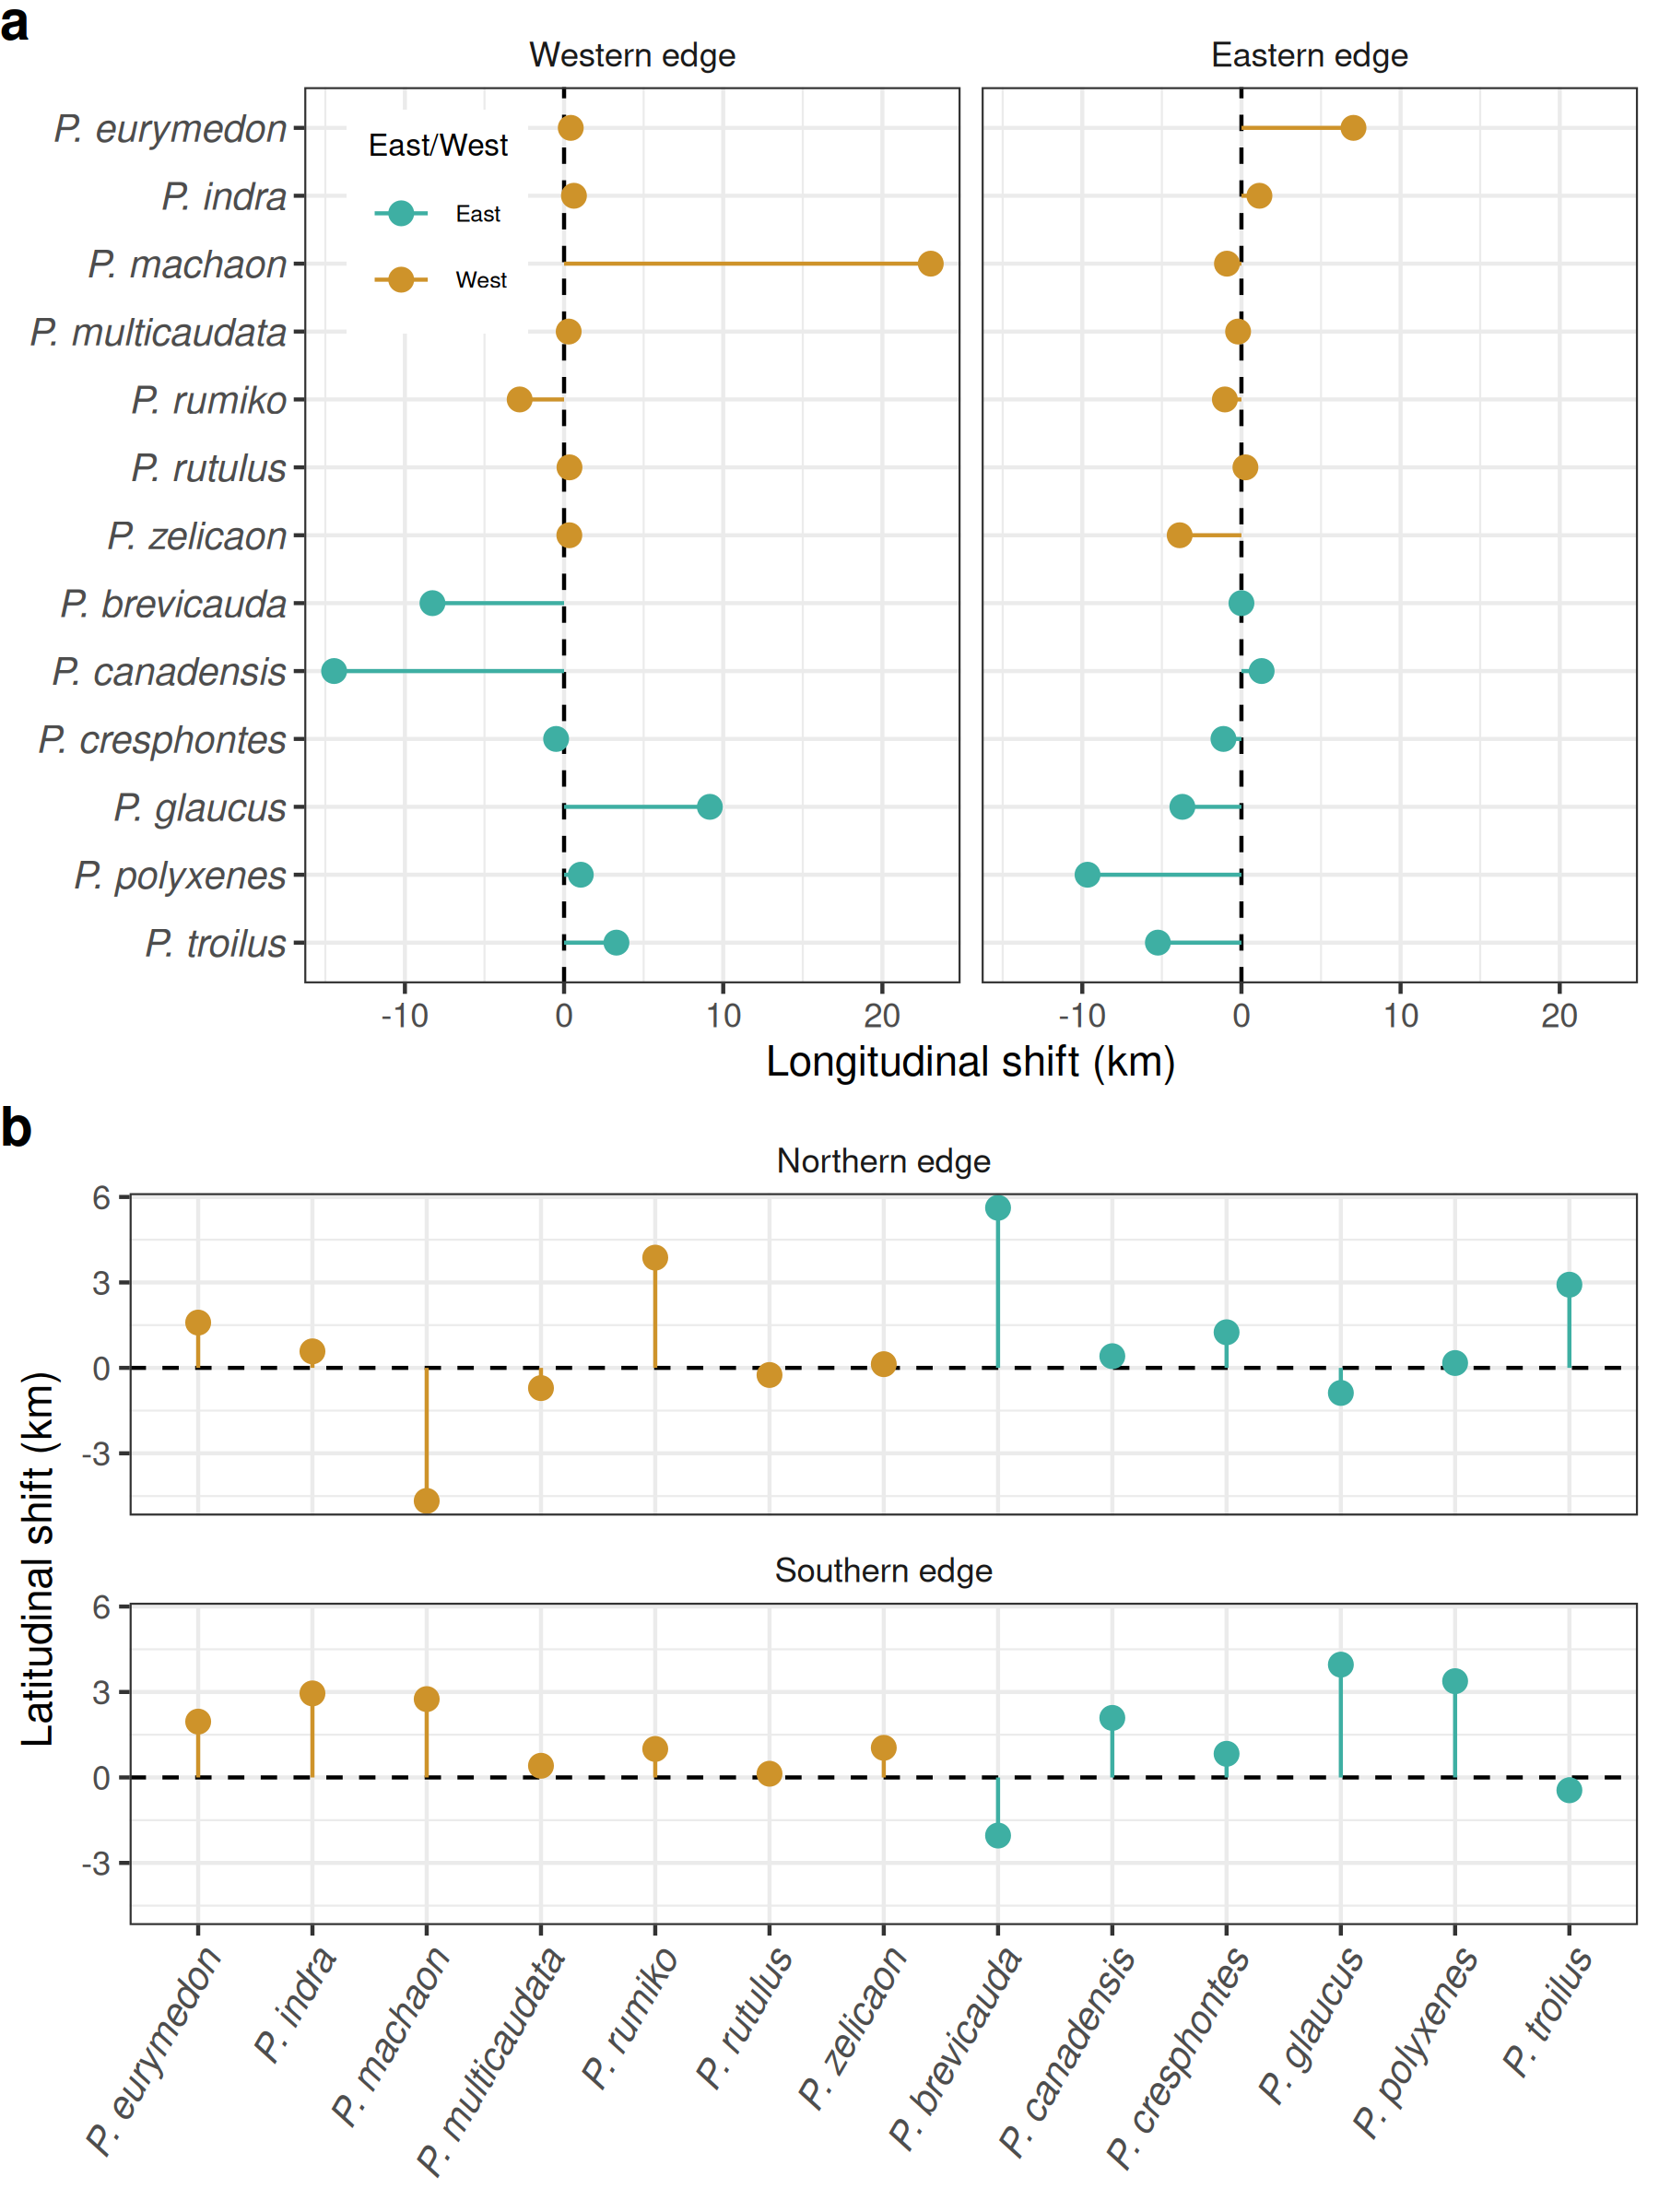 a
Western edge
Eastern edge
P. eurymedon
P. indra
P. machaon
P. multicaudata
P. rumiko
P. rutulus
P. zelicaon
P. brevicauda
P. canadensis
P. cresphontes
P. glaucus
P. polyxenes
P. troilus
East/West
East
West
-10 0 10 20
-10 0 10 20
Longitudinal shift (km)
b
Northern edge
6
3
0
-3
Latitudinal shift (km)
Southern edge
6
3
0
-3
P. eurymedon
P. indra
P. machaon
P. multicaudata
P. rumiko
P. rutulus
P. zelicaon
P. brevicauda
P. canadensis
P. cresphontes
P. glaucus
P. polyxenes
P. troilus